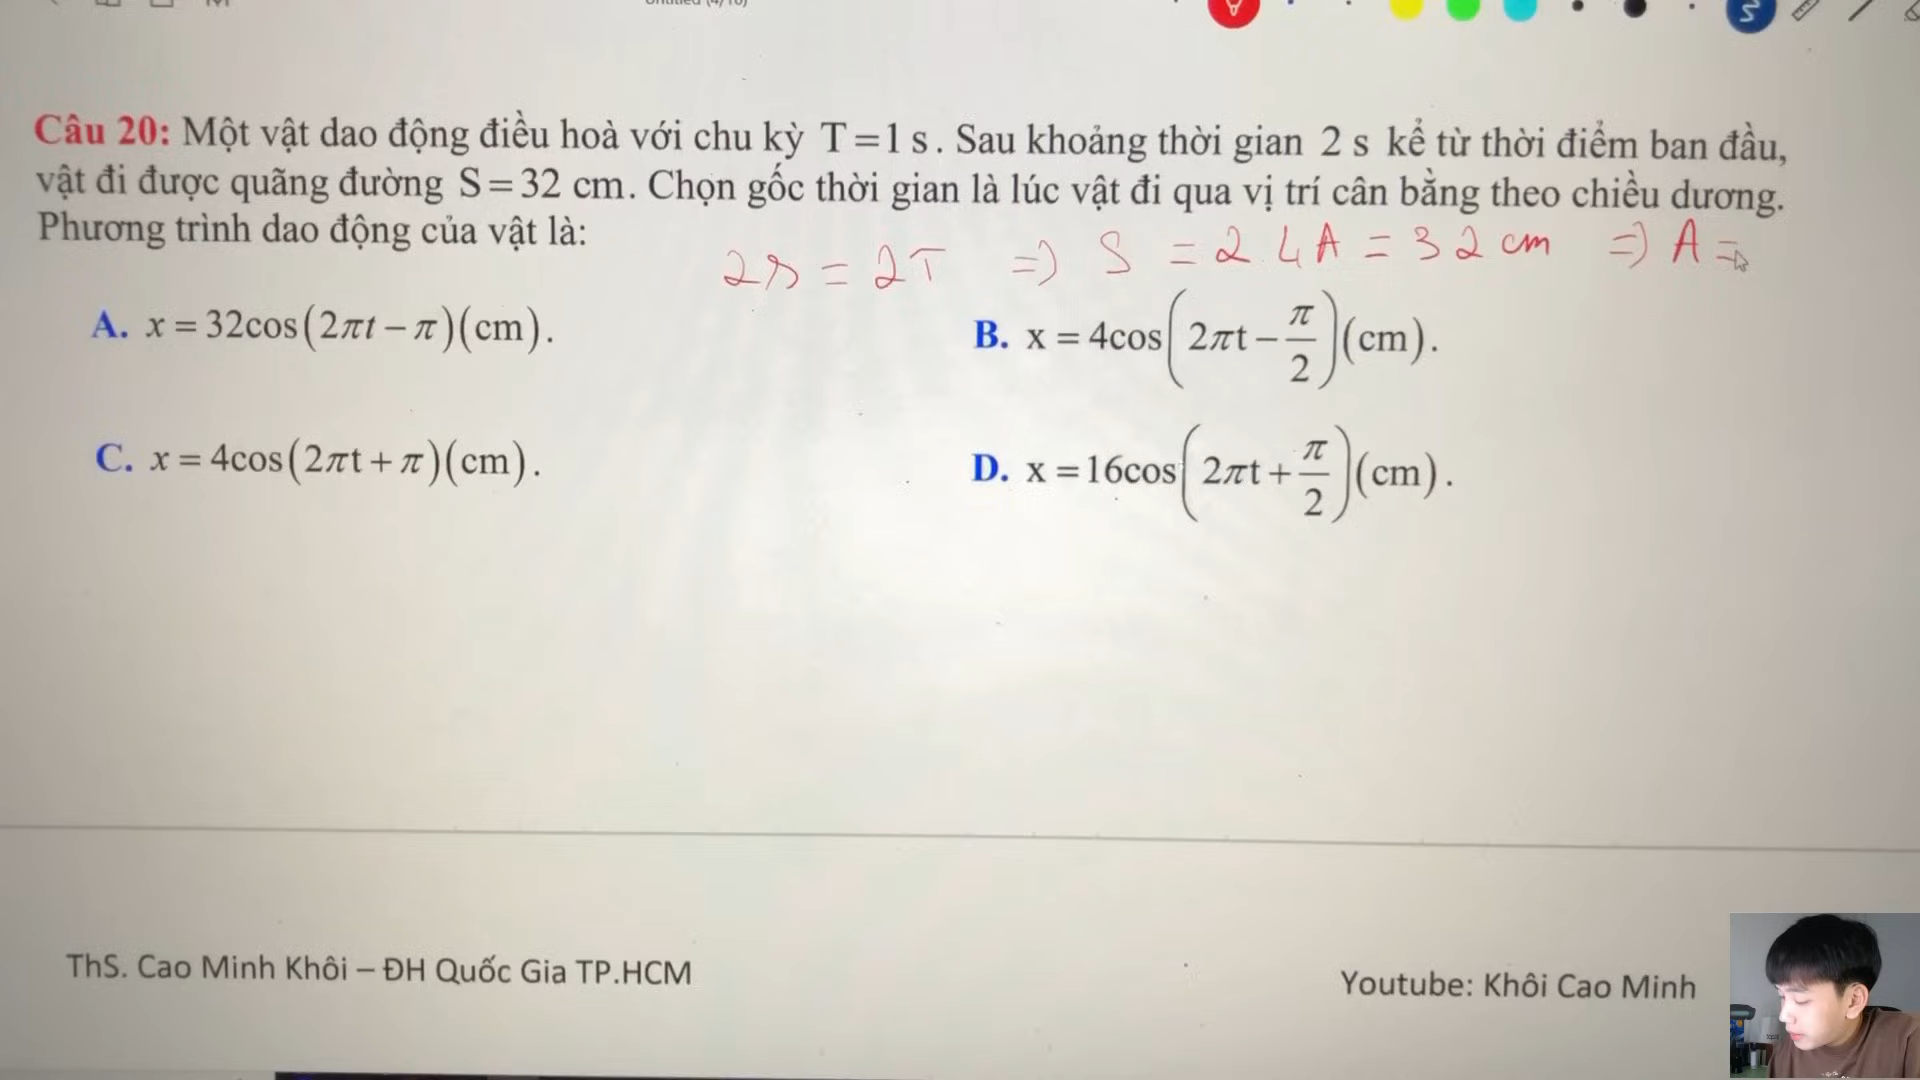 Câu 20: Một vật dao động điều hoà với chu kỳ T = 1 s. Sau khoảng thời gian 2 s kể từ thời điểm ban đầu,
vật đi được quãng đường S = 32 cm. Chọn gốc thời gian là lúc vật đi qua vị trí cân bằng theo chiều dương.
Phương trình dao động của vật là:
2s = 2T => S = 2.4A = 32 cm => A =
A. x = 32cos(2πt − π)(cm).
B. x = 4cos(2πt − π/2)(cm).
C. x = 4cos(2πt + π)(cm).
D. x = 16cos(2πt + π/2)(cm).
ThS. Cao Minh Khôi – ĐH Quốc Gia TP.HCM
Youtube: Khôi Cao Minh